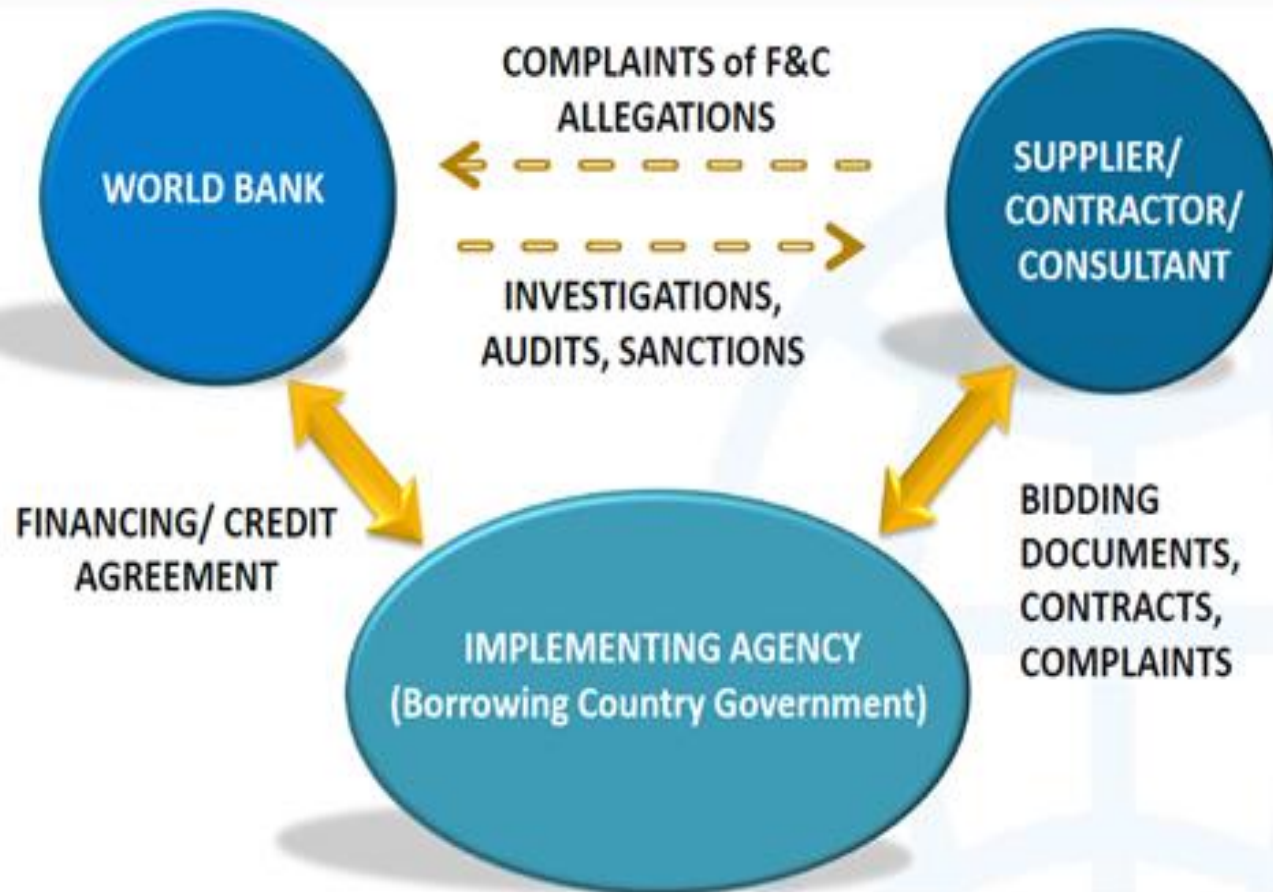 COMPLAINTS of F&C
ALLEGATIONS
WORLD BANK
SUPPLIER/
CONTRACTOR/
CONSULTANT
INVESTIGATIONS,
AUDITS, SANCTIONS
FINANCING/ CREDIT
AGREEMENT
BIDDING
DOCUMENTS,
CONTRACTS,
COMPLAINTS
IMPLEMENTING AGENCY
(Borrowing Country Government)